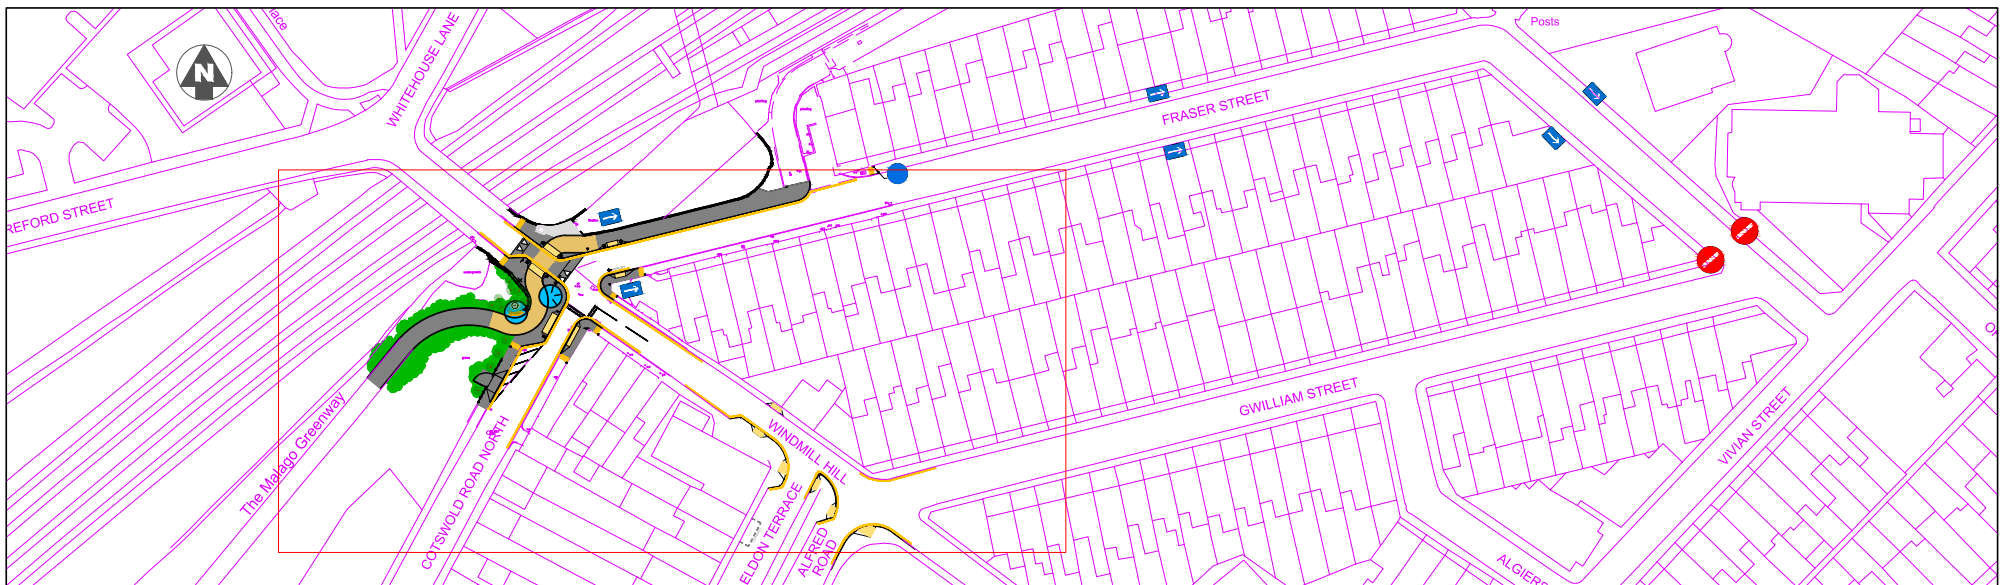 Posts
WHITEHOUSE LANE
N
FRASER STREET
REFORD STREET
GWILLIAM STREET
The Malago Greenway
COTSWOLD ROAD NORTH
WINDMILL HILL
VIVIAN STREET
ELDON TERRACE
ALFRED
ROAD
ALGIERS